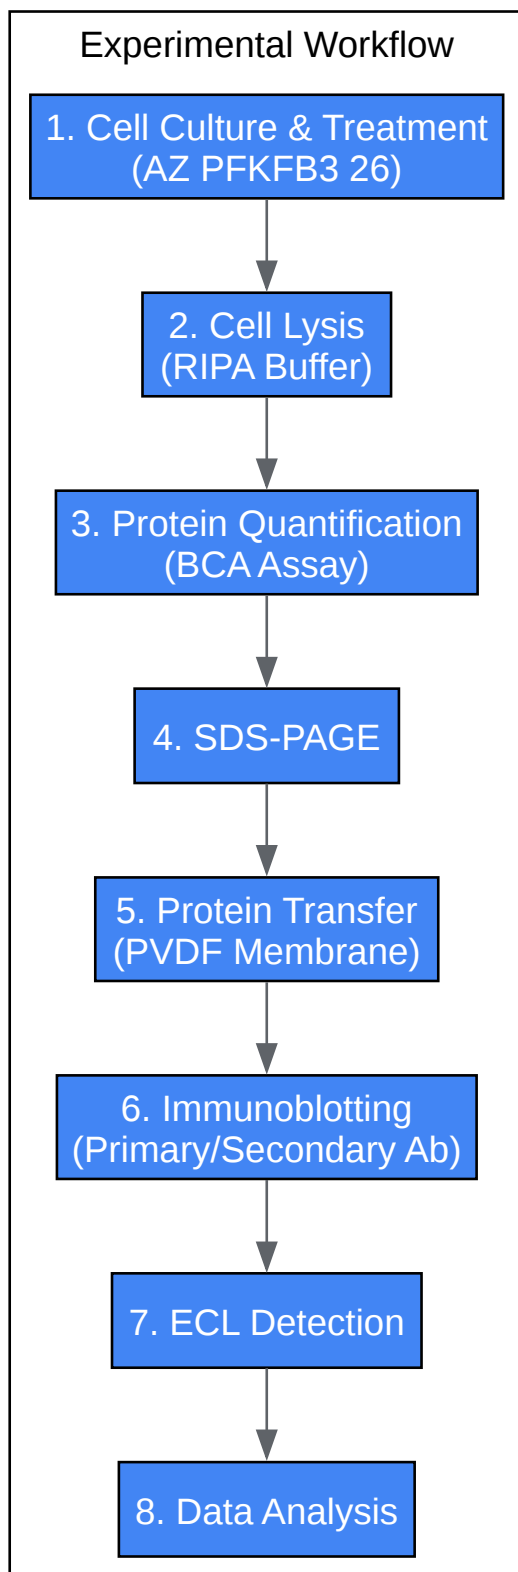 Experimental Workflow
1. Cell Culture & Treatment
(AZ PFKFB3 26)
2. Cell Lysis
(RIPA Buffer)
3. Protein Quantification
(BCA Assay)
4. SDS-PAGE
5. Protein Transfer
(PVDF Membrane)
6. Immunoblotting
(Primary/Secondary Ab)
7. ECL Detection
8. Data Analysis